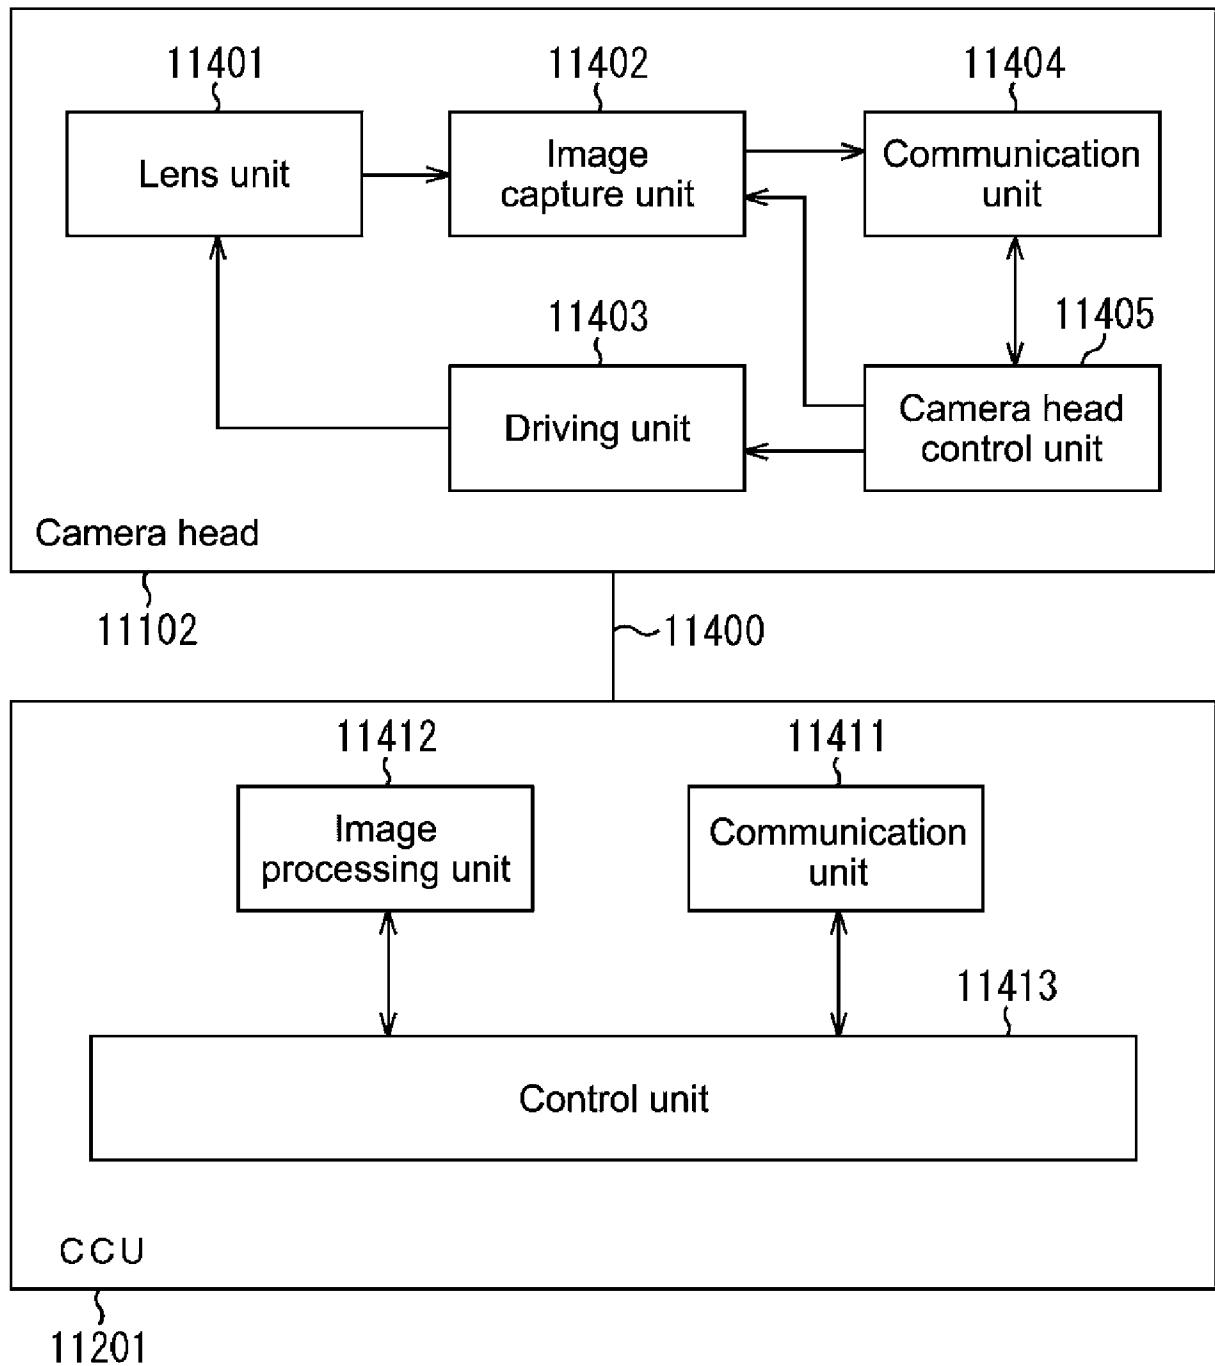 11401
11402
11404
Lens unit
Image
capture unit
Communication
unit
11403
11405
Driving unit
Camera head
control unit
Camera head
11102
11400
11412
11411
Image
processing unit
Communication
unit
11413
Control unit
CCU
11201